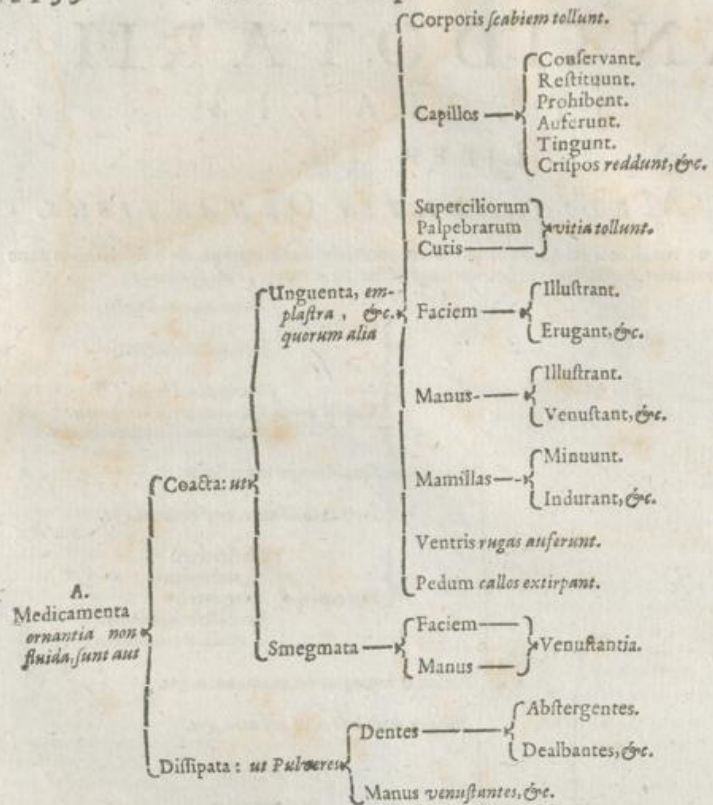 Corporis ſcabiem tollunt.
Capillos
Conſervant.
Reſtituunt.
Prohibent.
Auferunt.
Tingunt.
Criſpos reddunt, &c.
Superciliorum
Palpebrarum
Cutis
vitia tollunt.
Unguenta, em-
plaſtra, &c.
quorum alia
Faciem
Illuſtrant.
Erugant, &c.
Manus
Illuſtrant.
Venuſtant, &c.
Mamillas
Minuunt.
Indurant, &c.
Coacta: ut
Ventris rugas auferunt.
Pedum callos extirpant.
A.
Medicamenta
ornantia non
fluida, ſunt aut
Smegmata
Faciem
Manus
Venuſtantia.
Diſſipata: ut Pulveres
Dentes
Abſtergentes.
Dealbantes, &c.
Manus venuſtantes, &c.